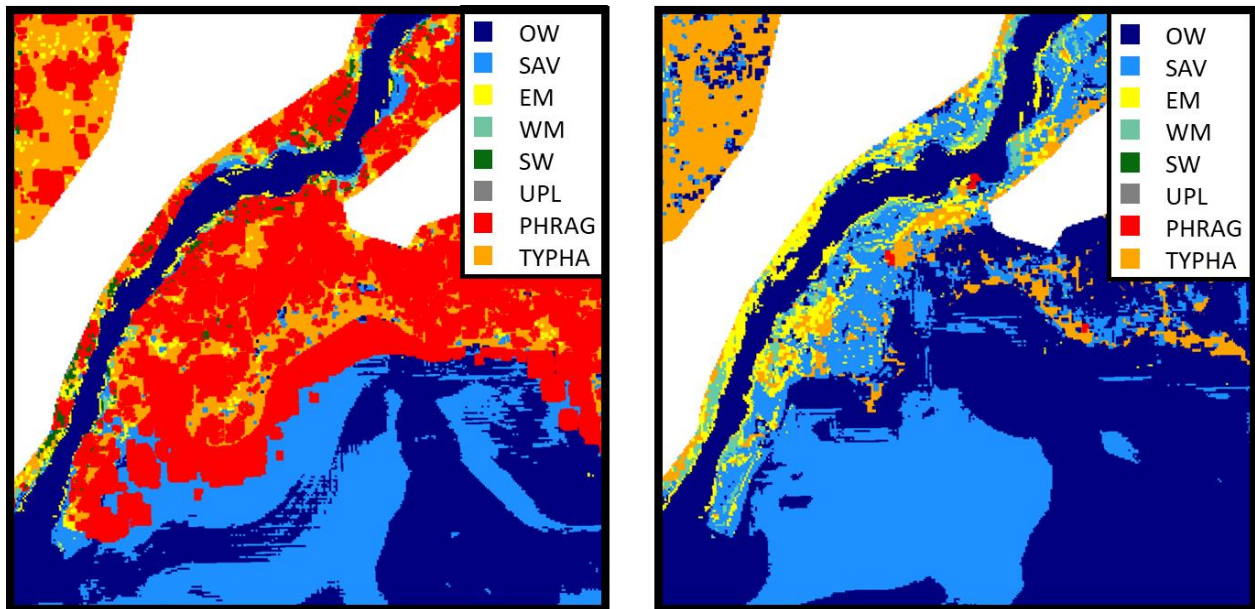 OW
SAV
EM
WM
SW
UPL
PHRAG
TYPHA
OW
SAV
EM
WM
SW
UPL
PHRAG
TYPHA